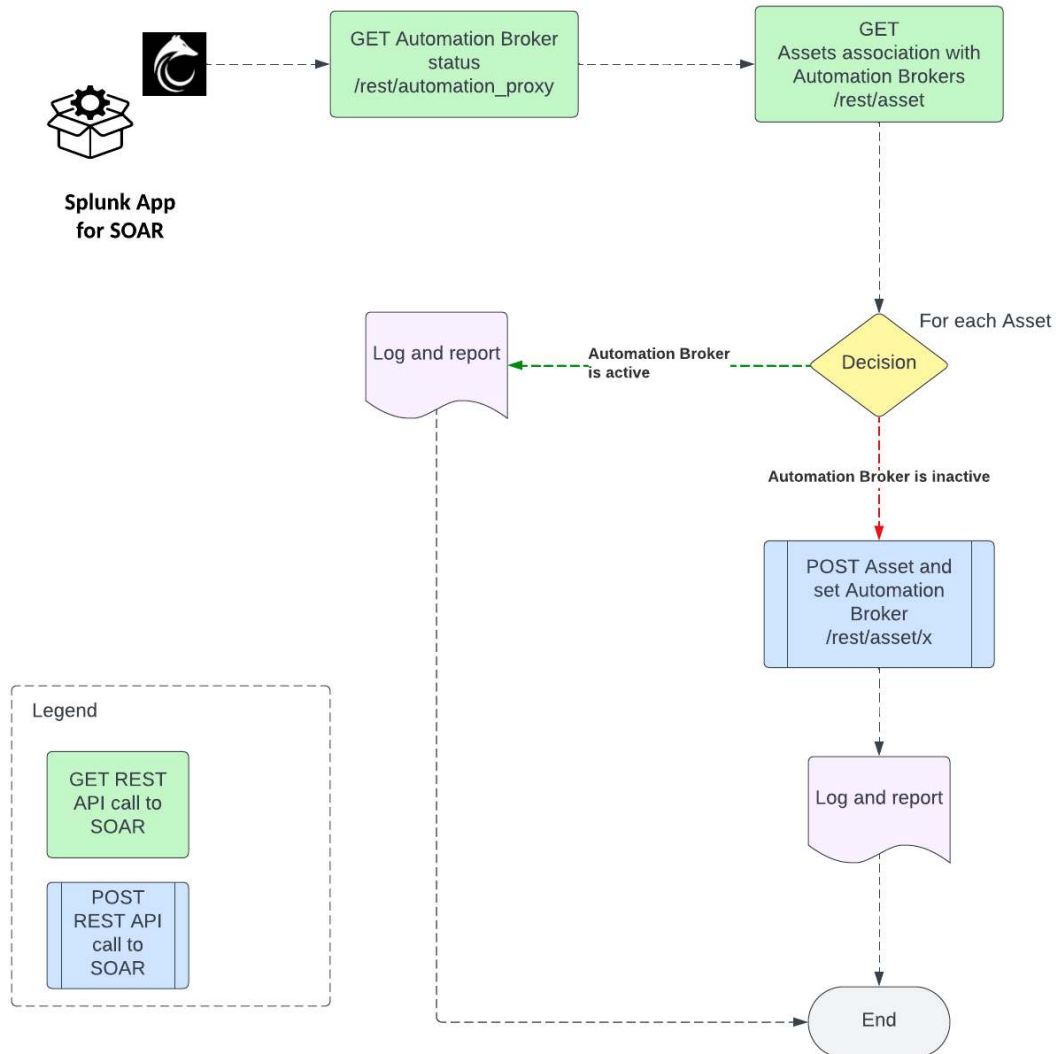 GET Automation Broker
status
/rest/automation_proxy
GET
Assets association with
Automation Brokers
/rest/asset
Splunk App
for SOAR
For each Asset
Decision
Automation Broker
is active
Log and report
Automation Broker is inactive
POST Asset and
set Automation
Broker
/rest/asset/x
Log and report
End
Legend
GET REST
API call to
SOAR
POST
REST API
call to
SOAR